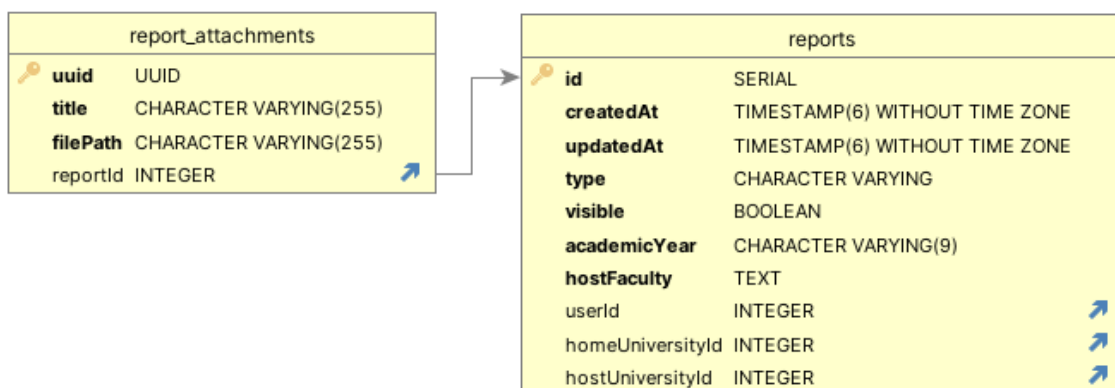 report_attachments
uuid UUID
title CHARACTER VARYING(255)
filePath CHARACTER VARYING(255)
reportId INTEGER
reports
id SERIAL
createdAt TIMESTAMP(6) WITHOUT TIME ZONE
updatedAt TIMESTAMP(6) WITHOUT TIME ZONE
type CHARACTER VARYING
visible BOOLEAN
academicYear CHARACTER VARYING(9)
hostFaculty TEXT
userId INTEGER
homeUniversityId INTEGER
hostUniversityId INTEGER